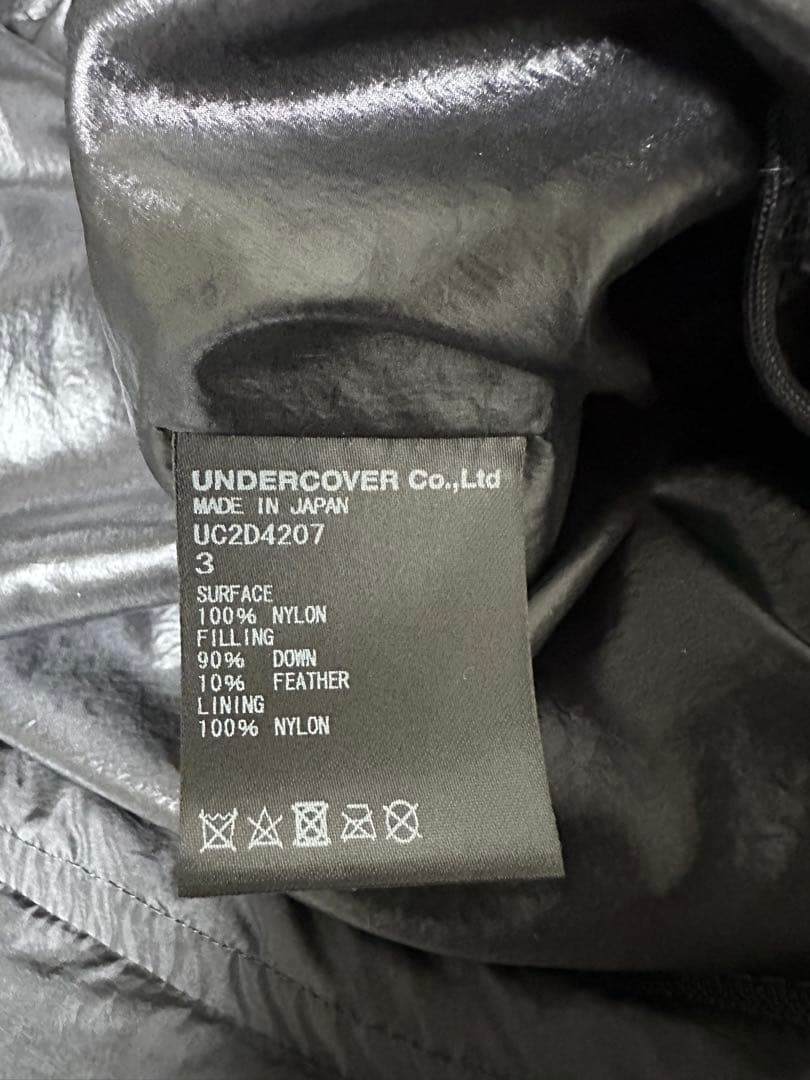 UNDERCOVER Co.,Ltd
MADE IN JAPAN
UC2D4207
3
SURFACE
100% NYLON
FILLING
90% DOWN
10% FEATHER
LINING
100% NYLON